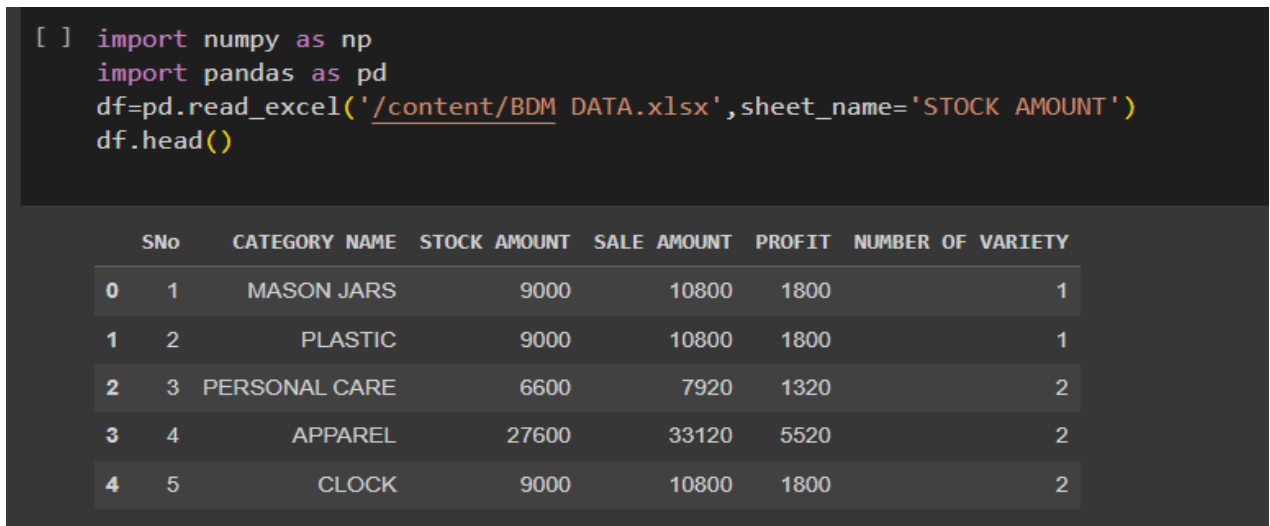 [ ] import numpy as np
import pandas as pd
df=pd.read_excel('/content/BDM DATA.xlsx',sheet_name='STOCK AMOUNT')
df.head()
SNo CATEGORY NAME STOCK AMOUNT SALE AMOUNT PROFIT NUMBER OF VARIETY
0 1 MASON JARS 9000 10800 1800 1
1 2 PLASTIC 9000 10800 1800 1
2 3 PERSONAL CARE 6600 7920 1320 2
3 4 APPAREL 27600 33120 5520 2
4 5 CLOCK 9000 10800 1800 2